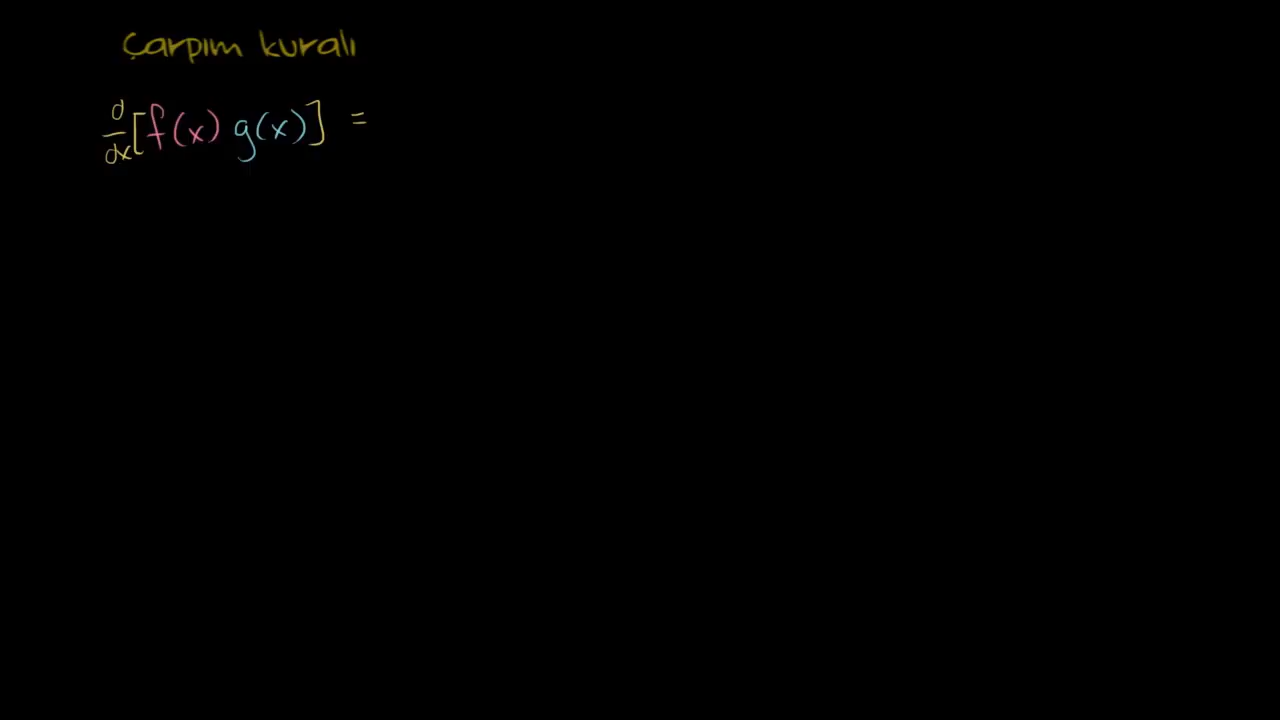 Çarpım kuralı
d/dx [f(x) g(x)] =